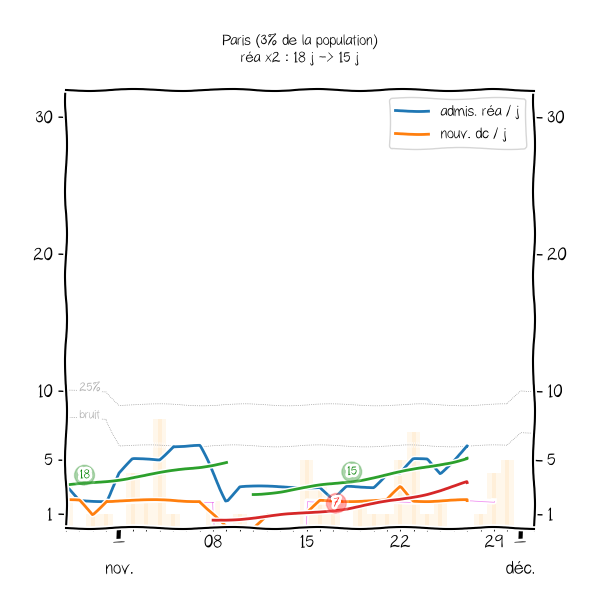 Paris (3% de la population)
réa x2 : 18 j -> 15 j
admis. réa / j
nouv. dc / j
30
30
20
20
10
10
25%
bruit
5
5
1
1
18
15
7
08
15
22
29
nov.
déc.